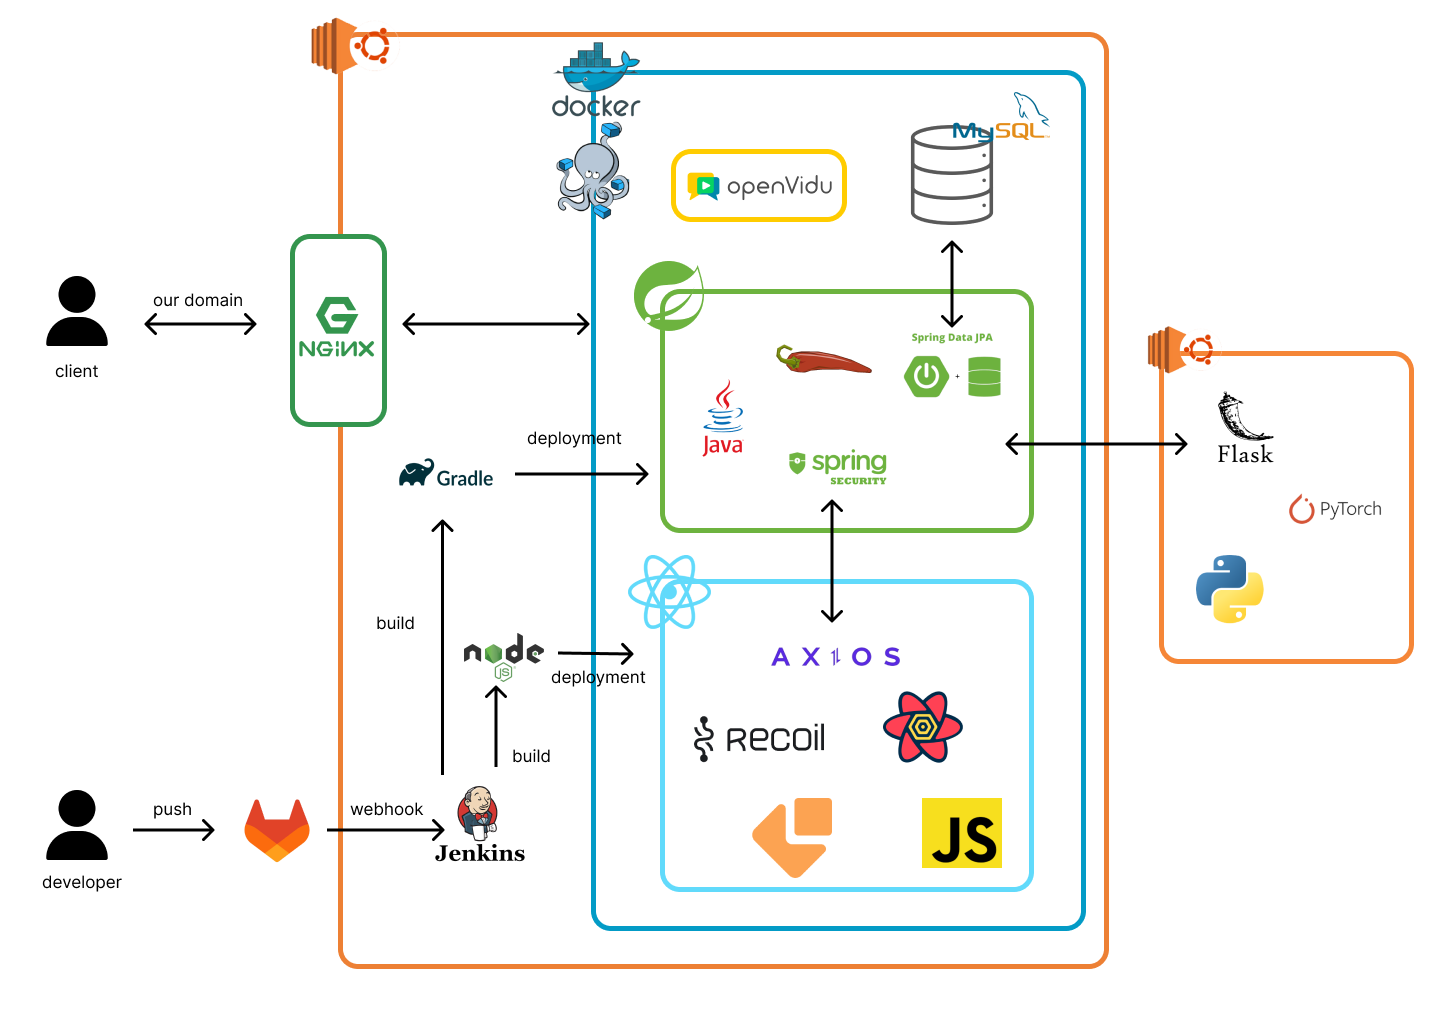 docker
MySQL
openVidu
our domain
NGINX
client
Spring Data JPA
+
Java
spring
SECURITY
deployment
Gradle
Flask
PyTorch
build
node
JS
deployment
AXIOS
RECOIL
build
push
webhook
Jenkins
JS
developer